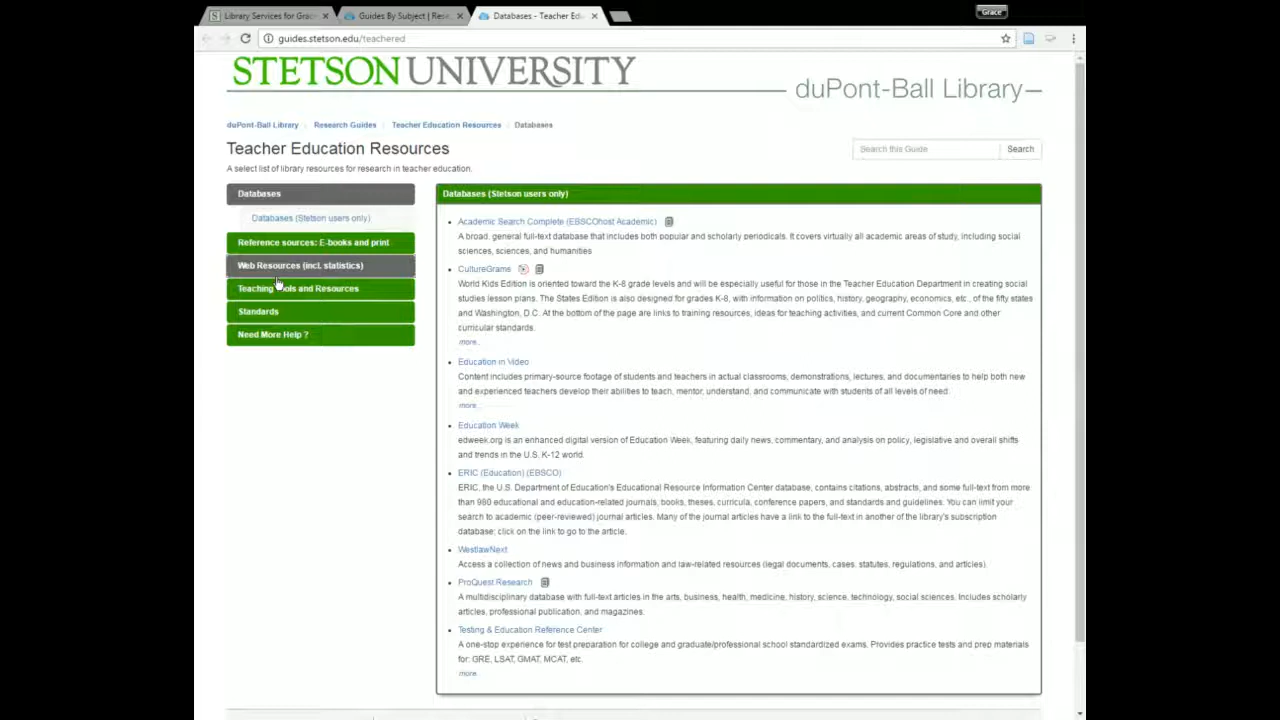 Library Services for Grace
Guides By Subject | Rese
Databases - Teacher Ed
Grace
guides.stetson.edu/teachered
STETSON UNIVERSITY
duPont-Ball Library
duPont-Ball Library Research Guides Teacher Education Resources Databases
Teacher Education Resources
Search this Guide Search
A select list of library resources for research in teacher education.
Databases
Databases (Stetson users only)
Reference sources: E-books and print
Web Resources (incl. statistics)
Teaching Tools and Resources
Standards
Need More Help ?
Databases (Stetson users only)
Academic Search Complete (EBSCOhost Academic)
A broad, general full-text database that includes both popular and scholarly periodicals. It covers virtually all academic areas of study, including social
sciences, sciences, and humanities
CultureGrams
World Kids Edition is oriented toward the K-8 grade levels and will be especially useful for those in the Teacher Education Department in creating social
studies lesson plans. The States Edition is also designed for grades K-8, with information on politics, history, geography, economics, etc., of the fifty states
and Washington, D.C. At the bottom of the page are links to training resources, ideas for teaching activities, and current Common Core and other
curricular standards.
more...
Education in Video
Content includes primary-source footage of students and teachers in actual classrooms, demonstrations, lectures, and documentaries to help both new
and experienced teachers develop their abilities to teach, mentor, understand, and communicate with students of all levels of need.
more...
Education Week
edweek.org is an enhanced digital version of Education Week, featuring daily news, commentary, and analysis on policy, legislative and overall shifts
and trends in the U.S. K-12 world.
ERIC (Education) (EBSCO)
ERIC, the U.S. Department of Education's Educational Resource Information Center database, contains citations, abstracts, and some full-text from more
than 980 educational and education-related journals, books, theses, curricula, conference papers, and standards and guidelines. You can limit your
search to academic (peer-reviewed) journal articles. Many of the journal articles have a link to the full-text in another of the library's subscription
database; click on the link to go to the article.
WestlawNext
Access a collection of news and business information and law-related resources (legal documents, cases, statutes, regulations, and articles).
ProQuest Research
A multidisciplinary database with full-text articles in the arts, business, health, medicine, history, science, technology, social sciences. Includes scholarly
articles, professional publication, and magazines.
Testing & Education Reference Center
A one-stop experience for test preparation for college and graduate/professional school standardized exams. Provides practice tests and prep materials
for: GRE, LSAT, GMAT, MCAT, etc.
more...